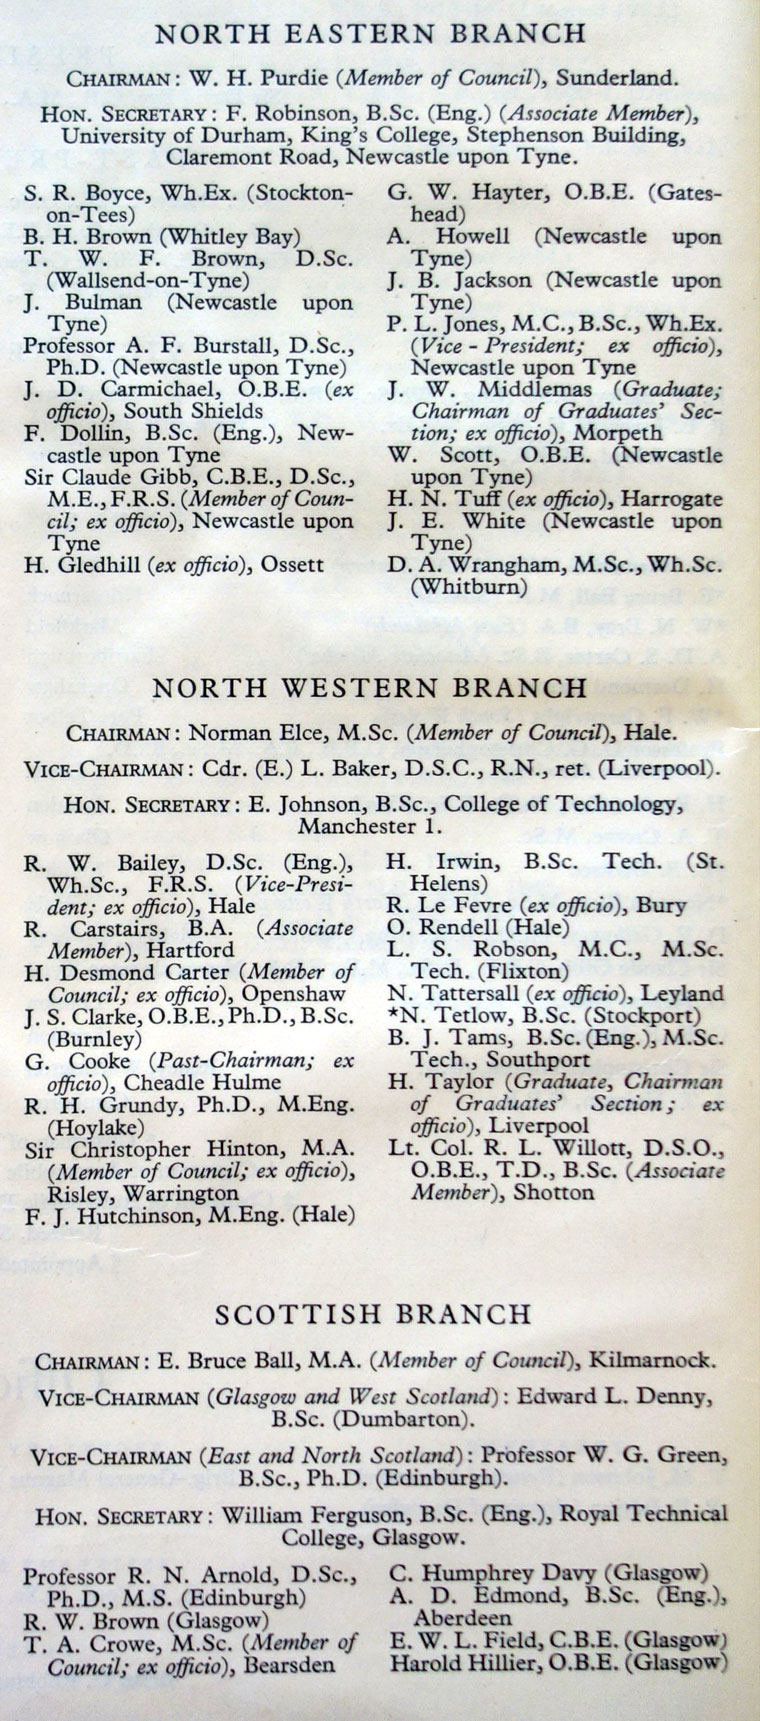 NORTH EASTERN BRANCH
CHAIRMAN: W. H. Purdie (Member of Council), Sunderland.
HON. SECRETARY: F. Robinson, B.Sc. (Eng.) (Associate Member),
University of Durham, King's College, Stephenson Building,
Claremont Road, Newcastle upon Tyne.
S. R. Boyce, Wh.Ex. (Stockton-
on-Tees)
B. H. Brown (Whitley Bay)
T. W. F. Brown, D.Sc.
(Wallsend-on-Tyne)
J. Bulman (Newcastle upon
Tyne)
Professor A. F. Burstall, D.Sc.,
Ph.D. (Newcastle upon Tyne)
J. D. Carmichael, O.B.E. (ex
officio), South Shields
F. Dollin, B.Sc. (Eng.), New-
castle upon Tyne
Sir Claude Gibb, C.B.E., D.Sc.,
M.E., F.R.S. (Member of Coun-
cil; ex officio), Newcastle upon
Tyne
H. Gledhill (ex officio), Ossett
G. W. Hayter, O.B.E. (Gates-
head)
A. Howell (Newcastle upon
Tyne)
J. B. Jackson (Newcastle upon
Tyne)
P. L. Jones, M.C., B.Sc., Wh.Ex.
(Vice-President; ex officio),
Newcastle upon Tyne
J. W. Middlemas (Graduate;
Chairman of Graduates' Sec-
tion; ex officio), Morpeth
W. Scott, O.B.E. (Newcastle
upon Tyne)
H. N. Tuff (ex officio), Harrogate
J. E. White (Newcastle upon
Tyne)
D. A. Wrangham, M.Sc., Wh.Sc.
(Whitburn)
NORTH WESTERN BRANCH
CHAIRMAN: Norman Elce, M.Sc. (Member of Council), Hale.
VICE-CHAIRMAN: Cdr. (E.) L. Baker, D.S.C., R.N., ret. (Liverpool).
HON. SECRETARY: E. Johnson, B.Sc., College of Technology,
Manchester 1.
R. W. Bailey, D.Sc. (Eng.),
Wh.Sc., F.R.S. (Vice-Presi-
dent; ex officio), Hale
R. Carstairs, B.A. (Associate
Member), Hartford
H. Desmond Carter (Member of
Council; ex officio), Openshaw
J. S. Clarke, O.B.E., Ph.D., B.Sc.
(Burnley)
G. Cooke (Past-Chairman; ex
officio), Cheadle Hulme
R. H. Grundy, Ph.D., M.Eng.
(Hoylake)
Sir Christopher Hinton, M.A.
(Member of Council; ex officio),
Risley, Warrington
F. J. Hutchinson, M.Eng. (Hale)
H. Irwin, B.Sc. Tech. (St.
Helens)
R. Le Fevre (ex officio), Bury
O. Rendell (Hale)
L. S. Robson, M.C., M.Sc.
Tech. (Flixton)
N. Tattersall (ex officio), Leyland
*N. Tetlow, B.Sc. (Stockport)
B. J. Tams, B.Sc. (Eng.), M.Sc.
Tech., Southport
H. Taylor (Graduate, Chairman
of Graduates' Section; ex
officio), Liverpool
Lt. Col. R. L. Willott, D.S.O.,
O.B.E., T.D., B.Sc. (Associate
Member), Shotton
SCOTTISH BRANCH
CHAIRMAN: E. Bruce Ball, M.A. (Member of Council), Kilmarnock.
VICE-CHAIRMAN (Glasgow and West Scotland): Edward L. Denny,
B.Sc. (Dumbarton).
VICE-CHAIRMAN (East and North Scotland): Professor W. G. Green,
B.Sc., Ph.D. (Edinburgh).
HON. SECRETARY: William Ferguson, B.Sc. (Eng.), Royal Technical
College, Glasgow.
Professor R. N. Arnold, D.Sc.,
Ph.D., M.S. (Edinburgh)
R. W. Brown (Glasgow)
T. A. Crowe, M.Sc. (Member of
Council; ex officio), Bearsden
C. Humphrey Davy (Glasgow)
A. D. Edmond, B.Sc. (Eng.),
Aberdeen
E. W. L. Field, C.B.E. (Glasgow)
Harold Hillier, O.B.E. (Glasgow)